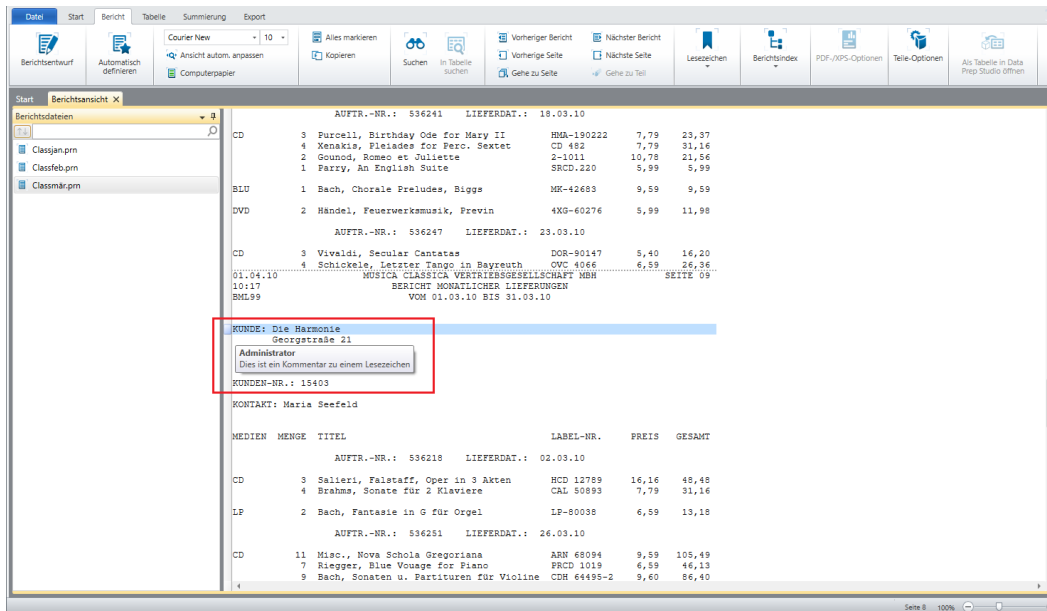 Datei Start Bericht Tabelle Summierung Export
Berichtsentwurf
Automatisch definieren
Courier New 10
Ansicht autom. anpassen
Computerpapier
Alles markieren
Kopieren
Suchen
In Tabelle suchen
Vorheriger Bericht
Vorherige Seite
Gehe zu Seite
Nächster Bericht
Nächste Seite
Gehe zu Teil
Lesezeichen
Berichtsindex
PDF-/XPS-Optionen
Teile-Optionen
Als Tabelle in Data Prep Studio öffnen
Start Berichtsansicht X
Berichtsdateien
Classjan.prn
Classfeb.prn
Classmär.prn
AUFTR.-NR.: 536241 LIEFERDAT.: 18.03.10
CD 3 Purcell, Birthday Ode for Mary II HMA-190222 7,79 23,37
4 Xenakis, Pleiades for Perc. Sextet CD 482 7,79 31,16
2 Gounod, Romeo et Juliette 2-1011 10,78 21,56
1 Parry, An English Suite SRCD.220 5,99 5,99
BLU 1 Bach, Chorale Preludes, Biggs MK-42683 9,59 9,59
DVD 2 Händel, Feuerwerksmusik, Previn 4XG-60276 5,99 11,98
AUFTR.-NR.: 536247 LIEFERDAT.: 23.03.10
CD 3 Vivaldi, Secular Cantatas DOR-90147 5,40 16,20
4 Schickele, Letzter Tango in Bayreuth OVC 4066 6,59 26,36
01.04.10 MUSICA CLASSICA VERTRIEBSGESELLSCHAFT MBH SEITE 09
10:17 BERICHT MONATLICHER LIEFERUNGEN
BML99 VOM 01.03.10 BIS 31.03.10
KUNDE: Die Harmonie
Georgstraße 21
Administrator
Dies ist ein Kommentar zu einem Lesezeichen
KUNDEN-NR.: 15403
KONTAKT: Maria Seefeld
MEDIEN MENGE TITEL LABEL-NR. PREIS GESAMT
AUFTR.-NR.: 536218 LIEFERDAT.: 02.03.10
CD 3 Salieri, Falstaff, Oper in 3 Akten HCD 12789 16,16 48,48
4 Brahms, Sonate für 2 Klaviere CAL 50893 7,79 31,16
LP 2 Bach, Fantasie in G für Orgel LP-80038 6,59 13,18
AUFTR.-NR.: 536251 LIEFERDAT.: 26.03.10
CD 11 Misc., Nova Schola Gregoriana ARN 68094 9,59 105,49
7 Riegger, Blue Vouage for Piano PRCD 1019 6,59 46,13
9 Bach, Sonaten u. Partituren für Violine CDH 64495-2 9,60 86,40
Seite 8 100%